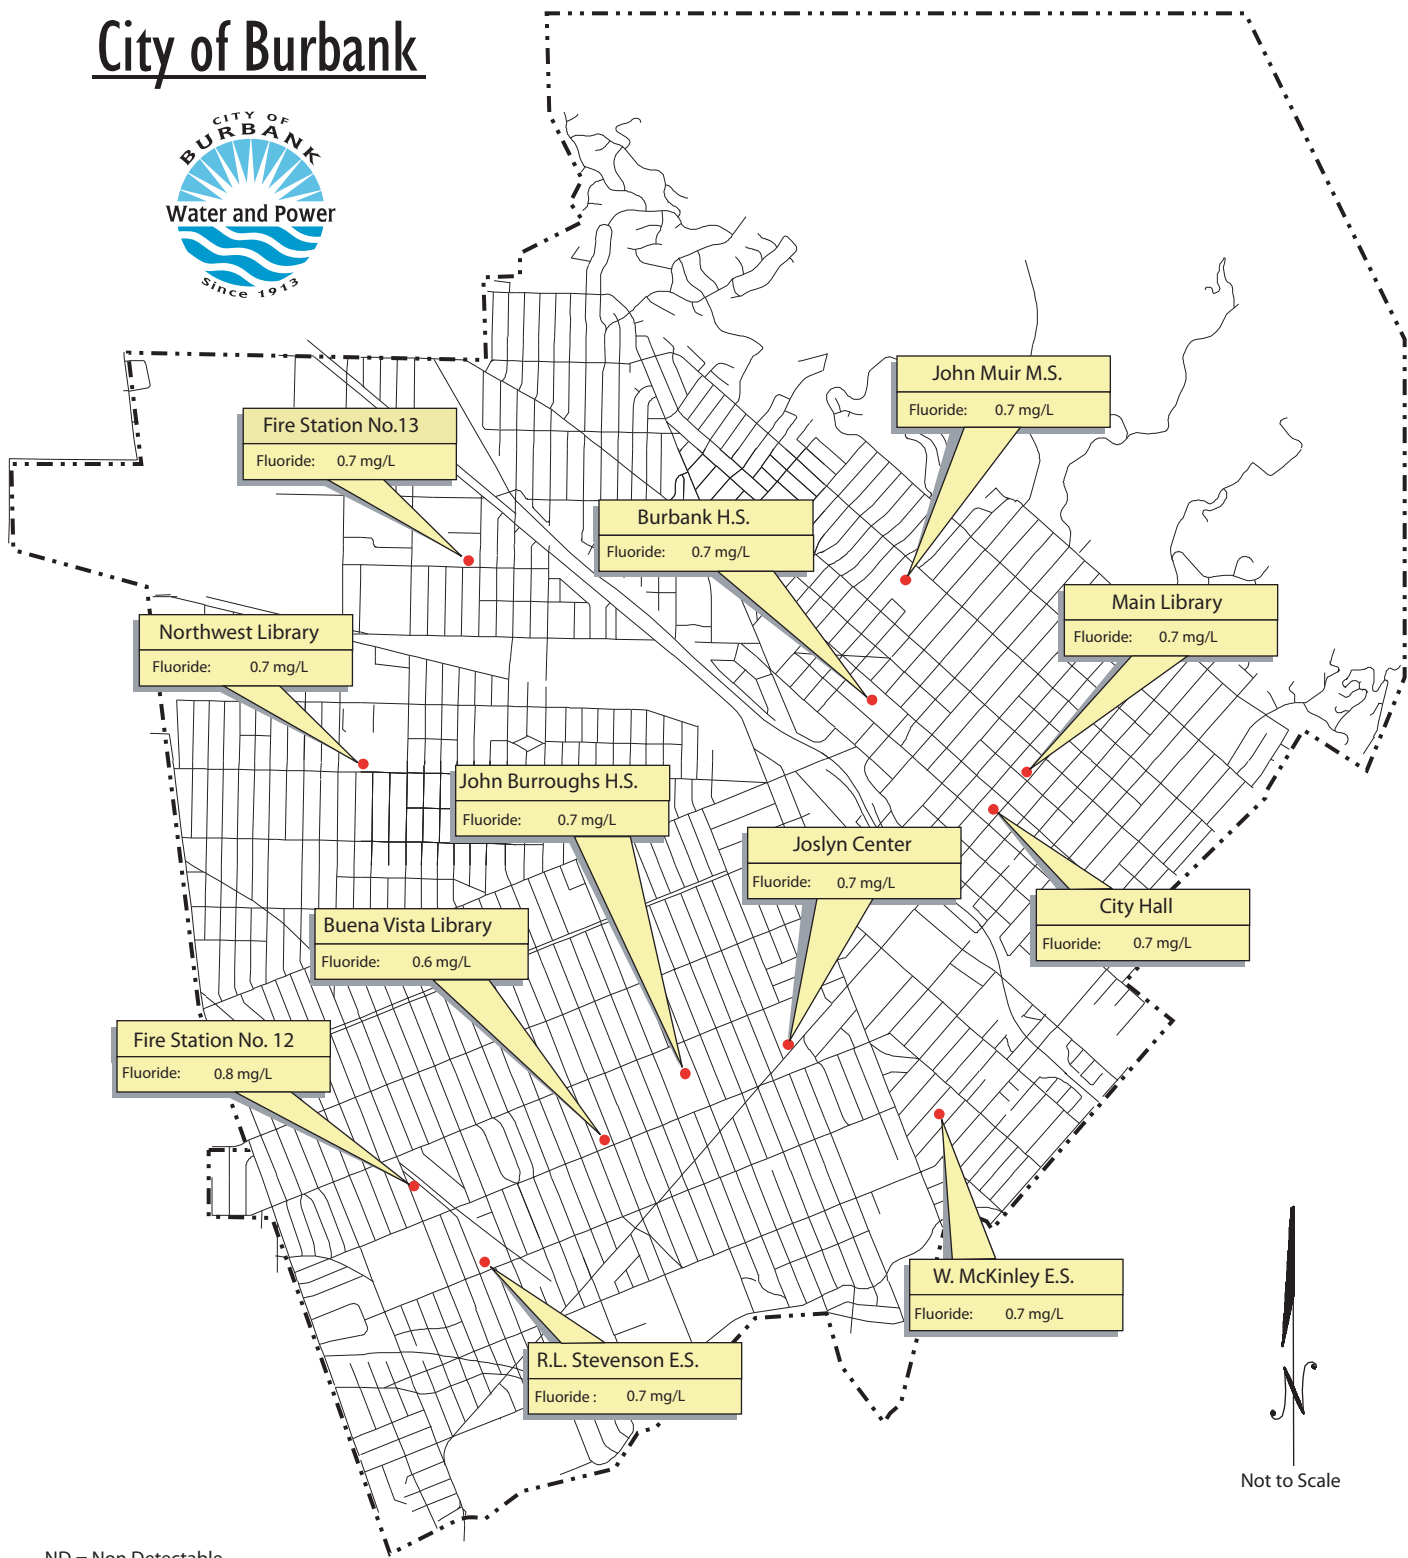 City of Burbank
CITY OF
BURBANK
Water and Power
Since 1913
John Muir M.S.
Fluoride: 0.7 mg/L
Fire Station No.13
Fluoride: 0.7 mg/L
Burbank H.S.
Fluoride: 0.7 mg/L
Main Library
Fluoride: 0.7 mg/L
Northwest Library
Fluoride: 0.7 mg/L
John Burroughs H.S.
Fluoride: 0.7 mg/L
Joslyn Center
Fluoride: 0.7 mg/L
City Hall
Fluoride: 0.7 mg/L
Buena Vista Library
Fluoride: 0.6 mg/L
Fire Station No. 12
Fluoride: 0.8 mg/L
W. McKinley E.S.
Fluoride: 0.7 mg/L
R.L. Stevenson E.S.
Fluoride : 0.7 mg/L
N
Not to Scale
ND = Non Detectable